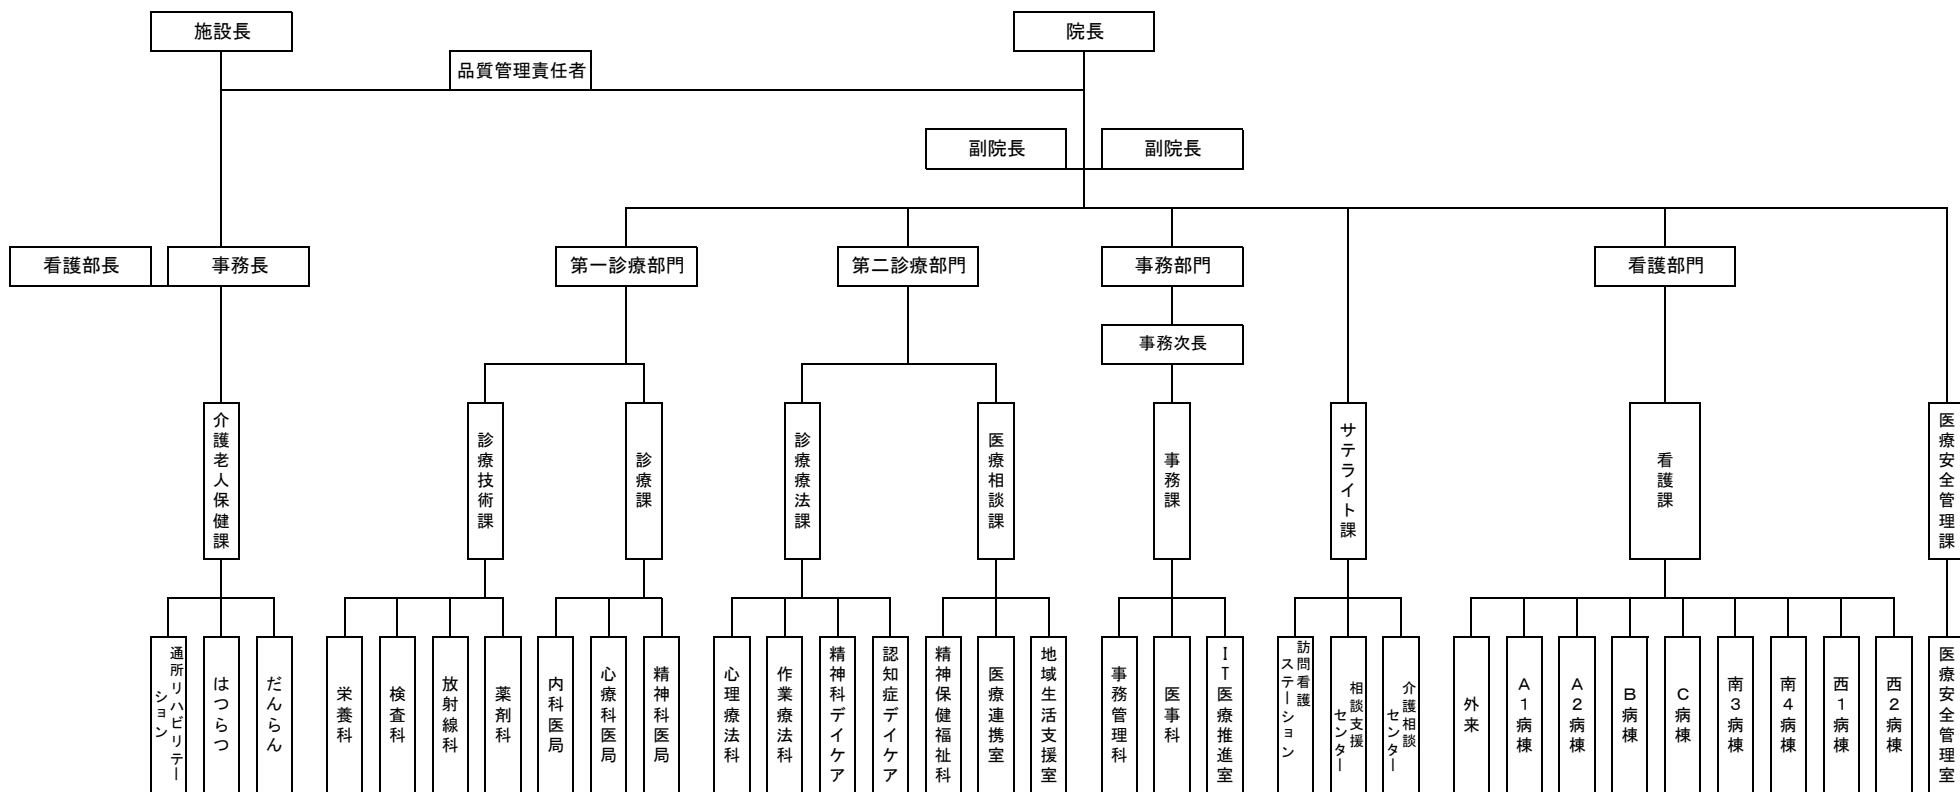 施設長
院長
品質管理責任者
副院長
副院長
看護部長
事務長
第一診療部門
第二診療部門
事務部門
看護部門
事務次長
介護老人保健課
診療技術課
診療課
診療療法課
医療相談課
事務課
サテライト課
看護課
医療安全管理課
通所リハビリテー
ション
はつらつ
だんらん
栄養科
検査科
放射線科
薬剤科
内科医局
心療科医局
精神科医局
心理療法科
作業療法科
精神科デイケア
認知症デイケア
精神保健福祉科
医療連携室
地域生活支援室
事務管理科
医事科
IT医療推進室
訪問看護
ステーション
相談支援
センター
介護相談
センター
外来
A1病棟
A2病棟
B病棟
C病棟
南3病棟
南4病棟
西1病棟
西2病棟
医療安全管理室